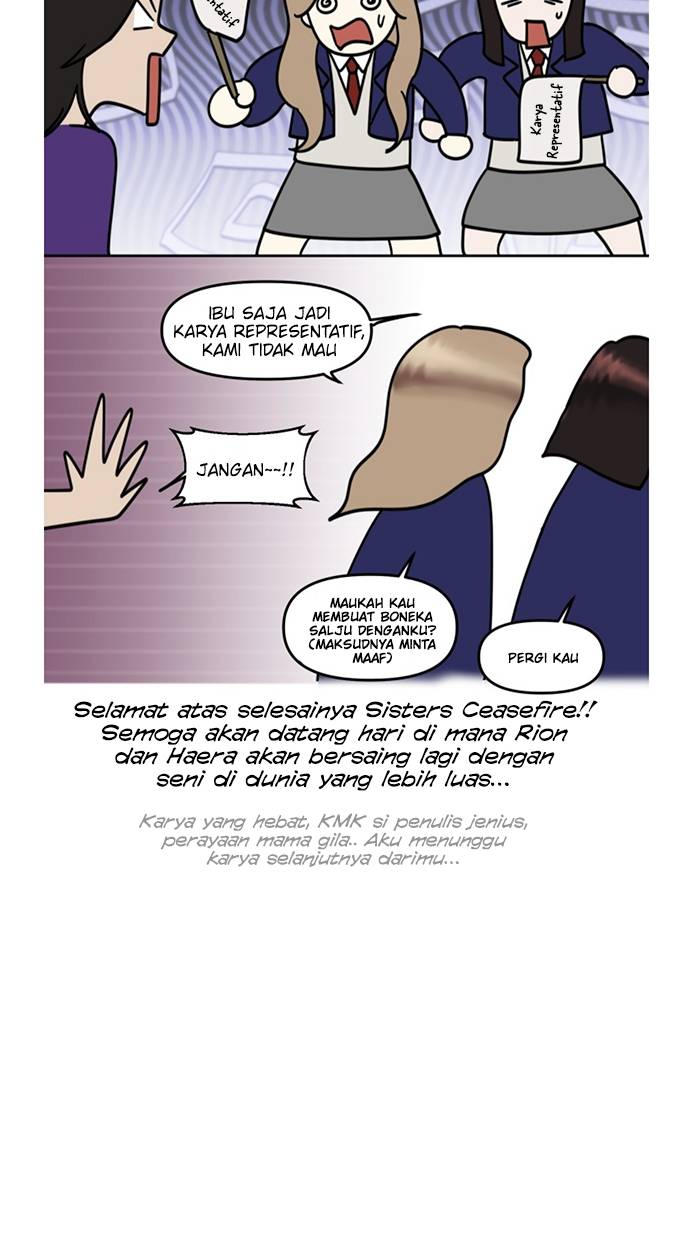 Karya
Representatif
IBU SAJA JADI
KARYA REPRESENTATIF,
KAMI TIDAK MAU
JANGAN~~!!
MAUKAH KAU
MEMBUAT BONEKA
SALJU DENGANKU?
(MAKSUDNYA MINTA
MAAF)
PERGI KAU
Selamat atas selesainya Sisters Ceasefire!!
Semoga akan datang hari di mana Rion
dan Haera akan bersaing lagi dengan
seni di dunia yang lebih luas...
Karya yang hebat, KMK si penulis jenius,
perayaan mama gila.. Aku menunggu
karya selanjutnya darimu...